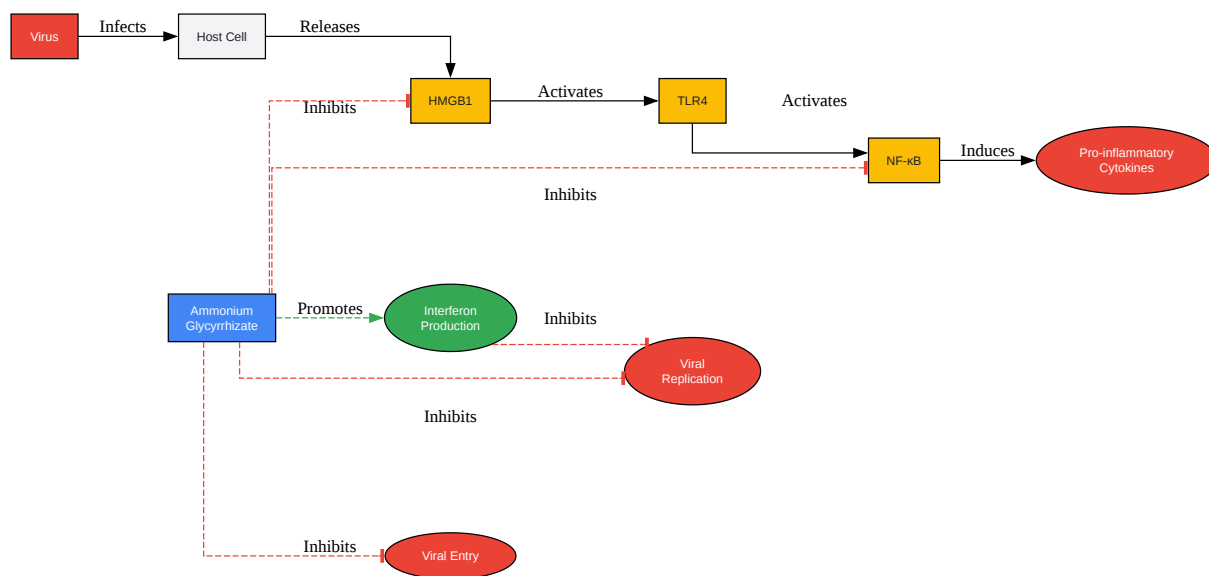 Infects
Releases
Virus
Host Cell
Activates
Activates
Inhibits
HMGB1
TLR4
Induces
Pro-inflammatory
Cytokines
NF-κB
Inhibits
Promotes
Ammonium
Glycyrrhizate
Interferon
Production
Inhibits
Viral
Replication
Inhibits
Inhibits
Viral Entry